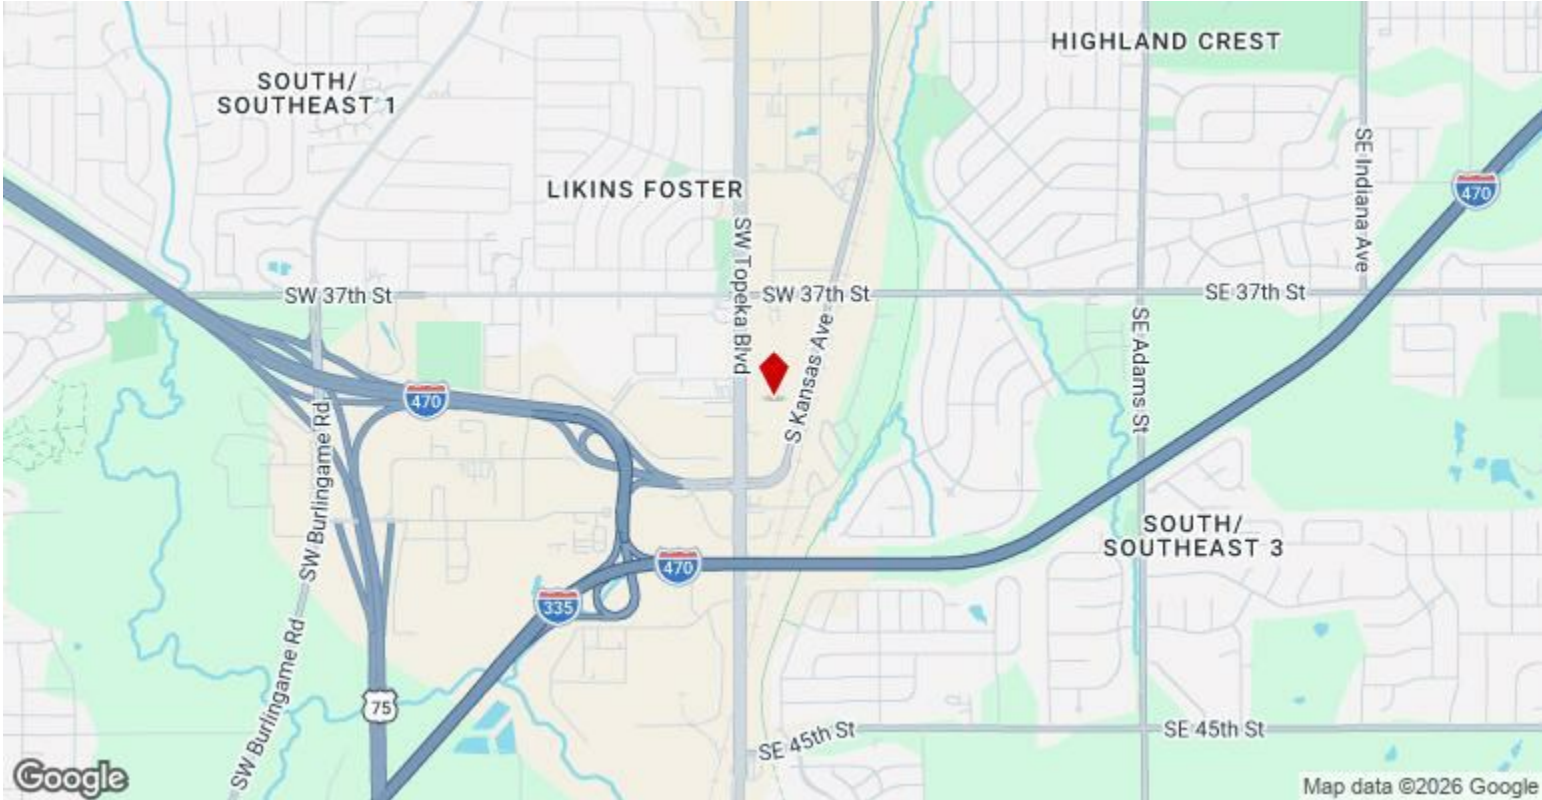 HIGHLAND CREST
SOUTH/
SOUTHEAST 1
SE Indiana Ave
470
LIKINS FOSTER
SW Topeka Blvd
SW 37th St
SW 37th St
SE 37th St
S Kansas Ave
SE Adams St
470
SW Burlingame Rd
SOUTH/
SOUTHEAST 3
470
335
SW Burlingame Rd
75
SE 45th St
SE 45th St
Google
Map data ©2026 Google